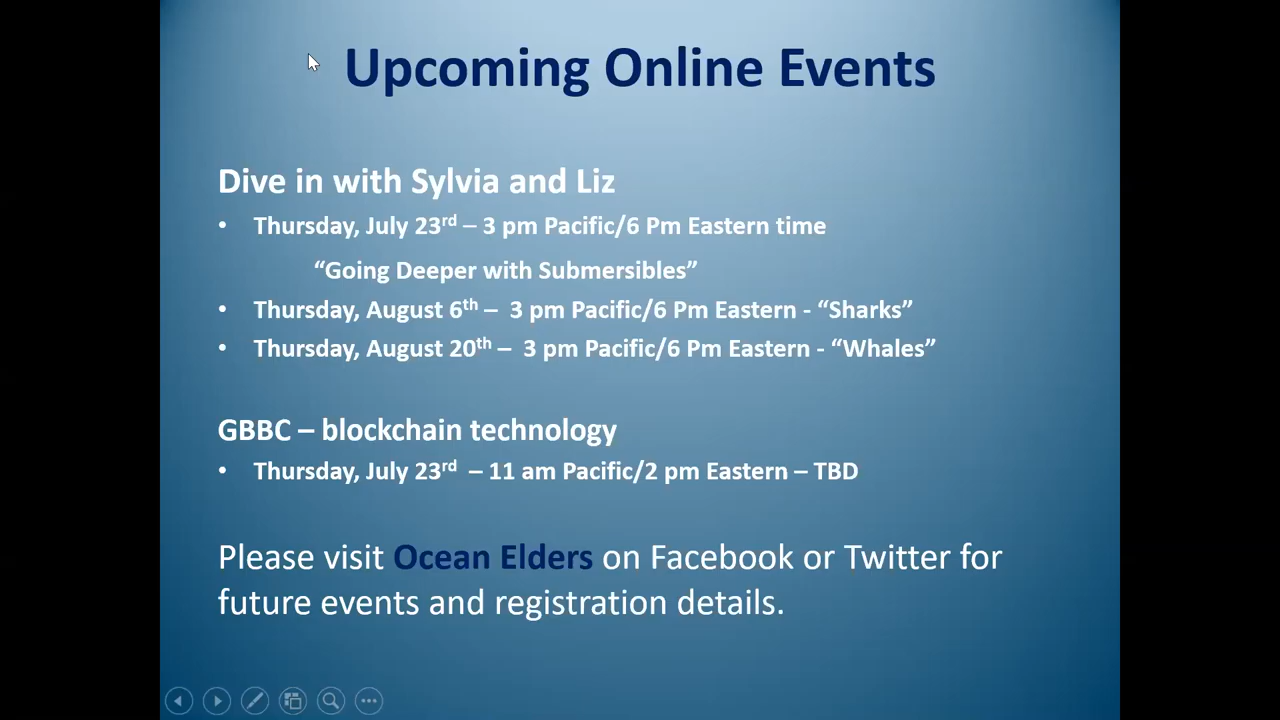 Upcoming Online Events
Dive in with Sylvia and Liz
• Thursday, July 23rd – 3 pm Pacific/6 Pm Eastern time
“Going Deeper with Submersibles”
• Thursday, August 6th – 3 pm Pacific/6 Pm Eastern - “Sharks”
• Thursday, August 20th – 3 pm Pacific/6 Pm Eastern - “Whales”
GBBC – blockchain technology
• Thursday, July 23rd – 11 am Pacific/2 pm Eastern – TBD
Please visit Ocean Elders on Facebook or Twitter for
future events and registration details.